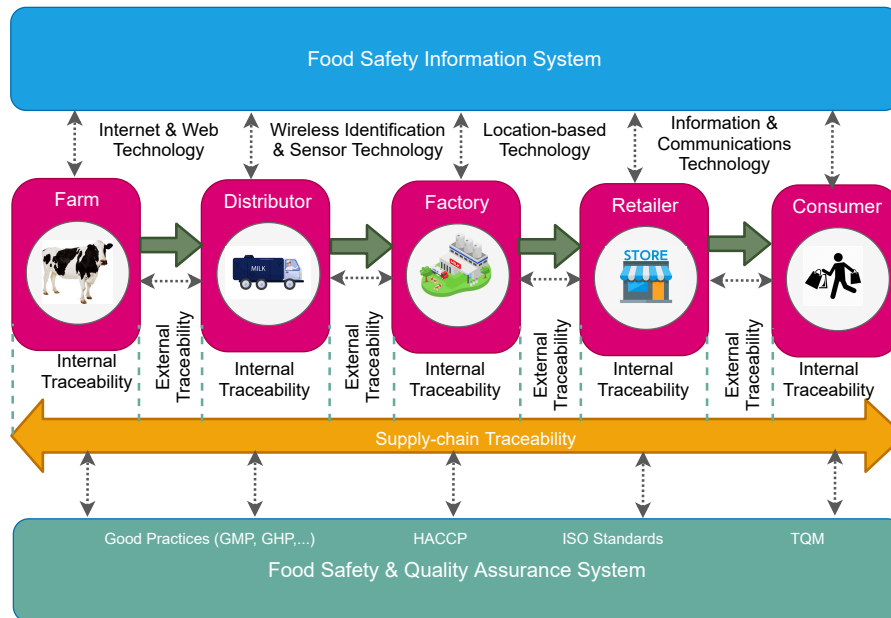 Food Safety Information System
Internet & Web
Technology
Wireless Identification
& Sensor Technology
Location-based
Technology
Information &
Communications
Technology
Farm
Distributor
Factory
Retailer
Consumer
MILK
STORE
Internal
Traceability
External
Traceability
Internal
Traceability
External
Traceability
Internal
Traceability
External
Traceability
Internal
Traceability
External
Traceability
Internal
Traceability
Supply-chain Traceability
Good Practices (GMP, GHP,...)
HACCP
ISO Standards
TQM
Food Safety & Quality Assurance System